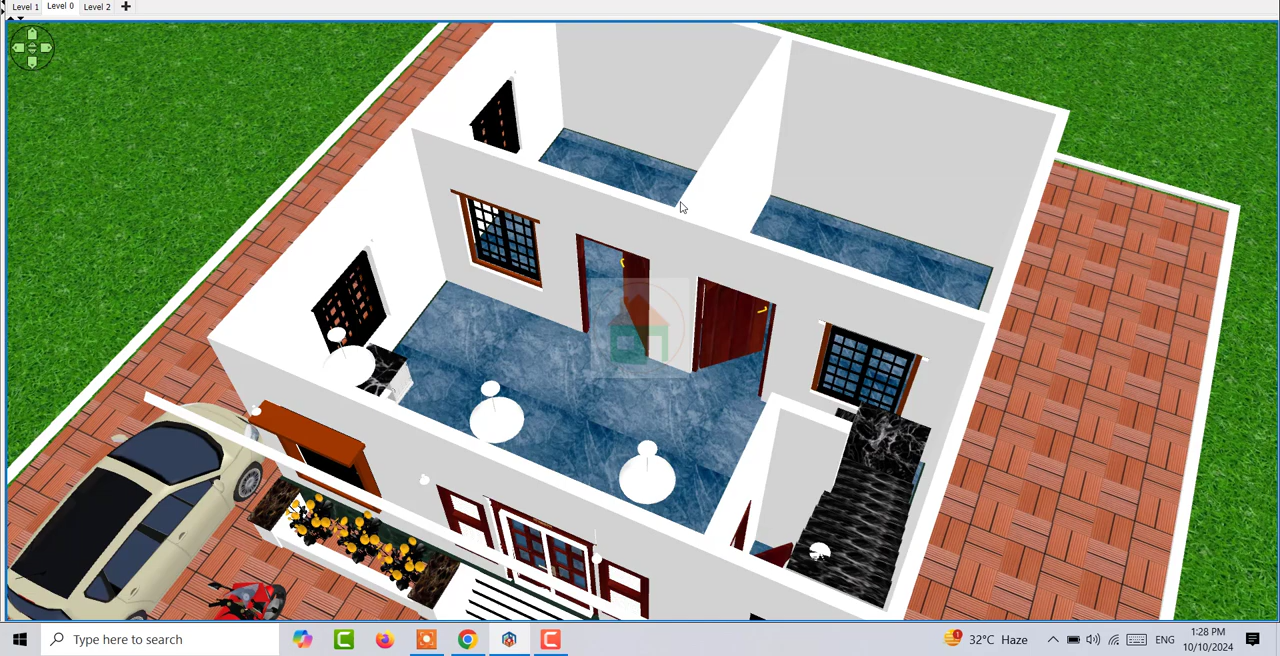 Level 1 Level 0 Level 2
Type here to search
1
32°C Haze
ENG
1:28 PM
10/10/2024